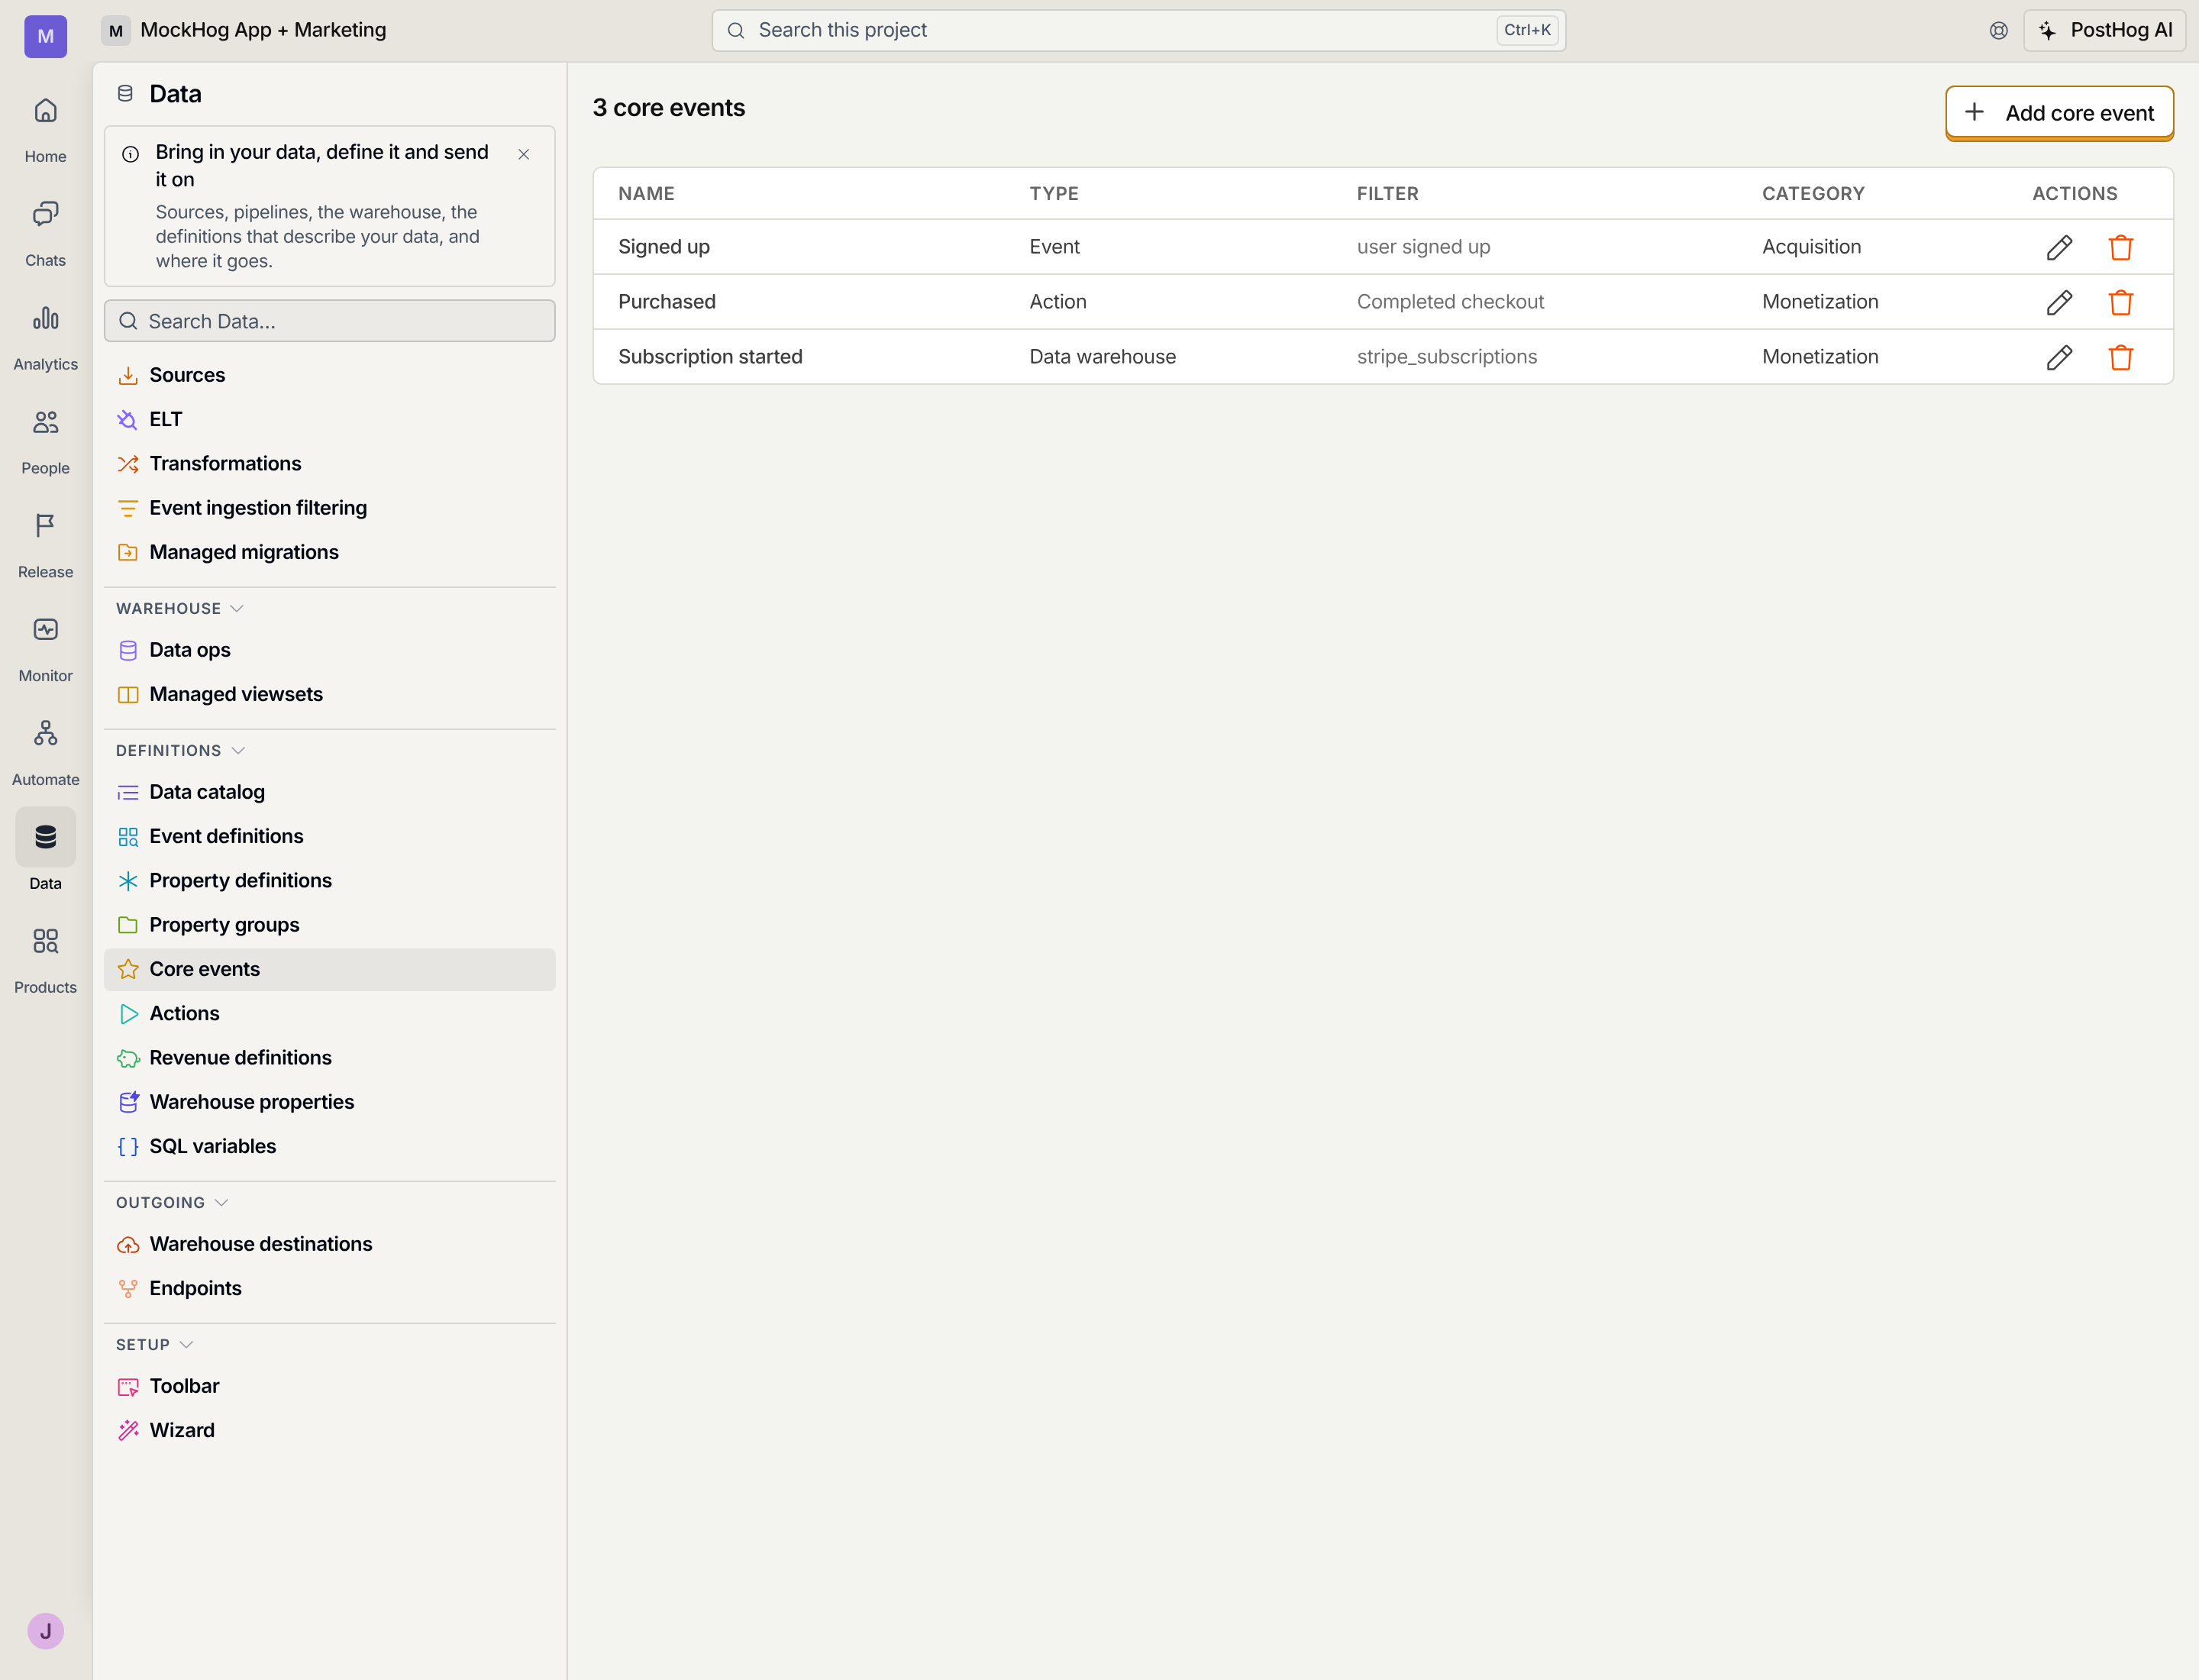 M
M MockHog App + Marketing
Search this project
Ctrl+K
PostHog AI
Home
Chats
Analytics
People
Release
Monitor
Automate
Data
Products
J
Data
Bring in your data, define it and send
it on
Sources, pipelines, the warehouse, the
definitions that describe your data, and
where it goes.
Search Data...
Sources
ELT
Transformations
Event ingestion filtering
Managed migrations
WAREHOUSE
Data ops
Managed viewsets
DEFINITIONS
Data catalog
Event definitions
Property definitions
Property groups
Core events
Actions
Revenue definitions
Warehouse properties
SQL variables
OUTGOING
Warehouse destinations
Endpoints
SETUP
Toolbar
Wizard
3 core events
Add core event
NAME TYPE FILTER CATEGORY ACTIONS
Signed up Event user signed up Acquisition
Purchased Action Completed checkout Monetization
Subscription started Data warehouse stripe_subscriptions Monetization